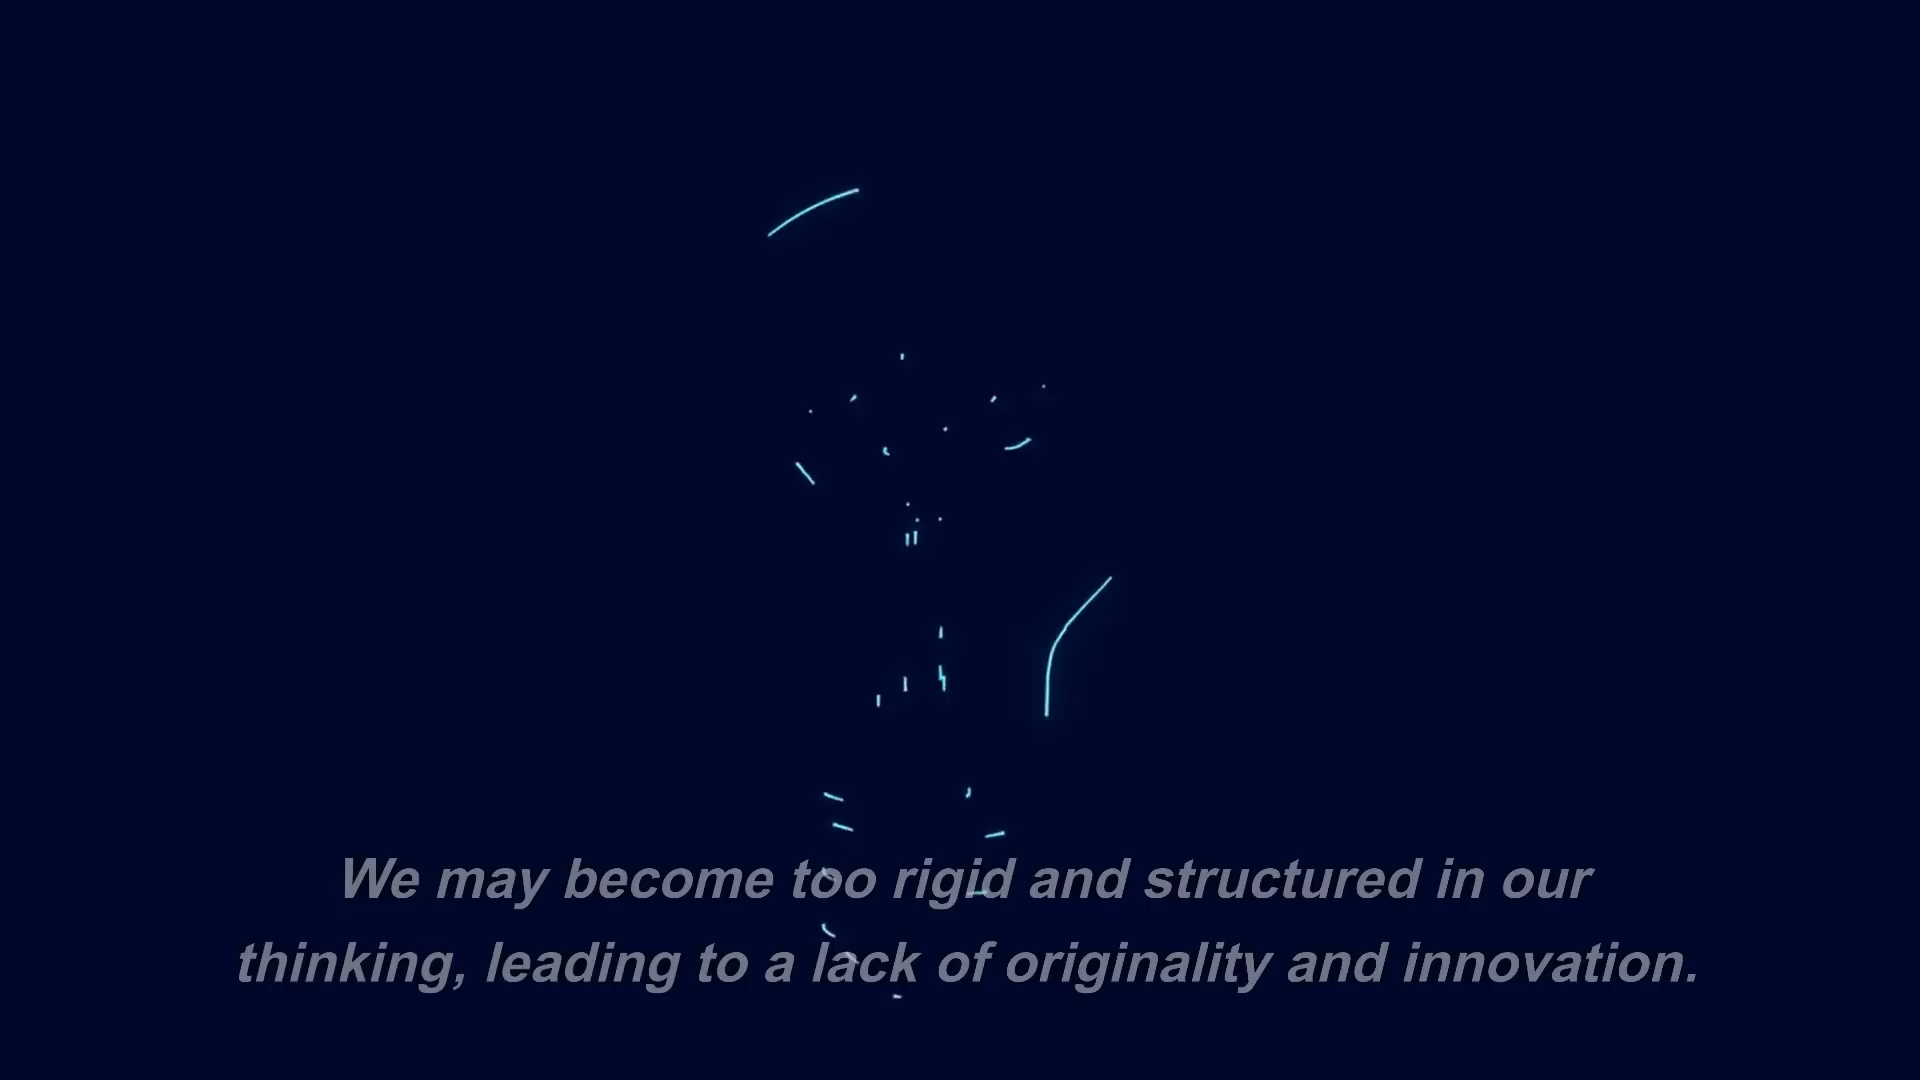 We may become too rigid and structured in our
thinking, leading to a lack of originality and innovation.